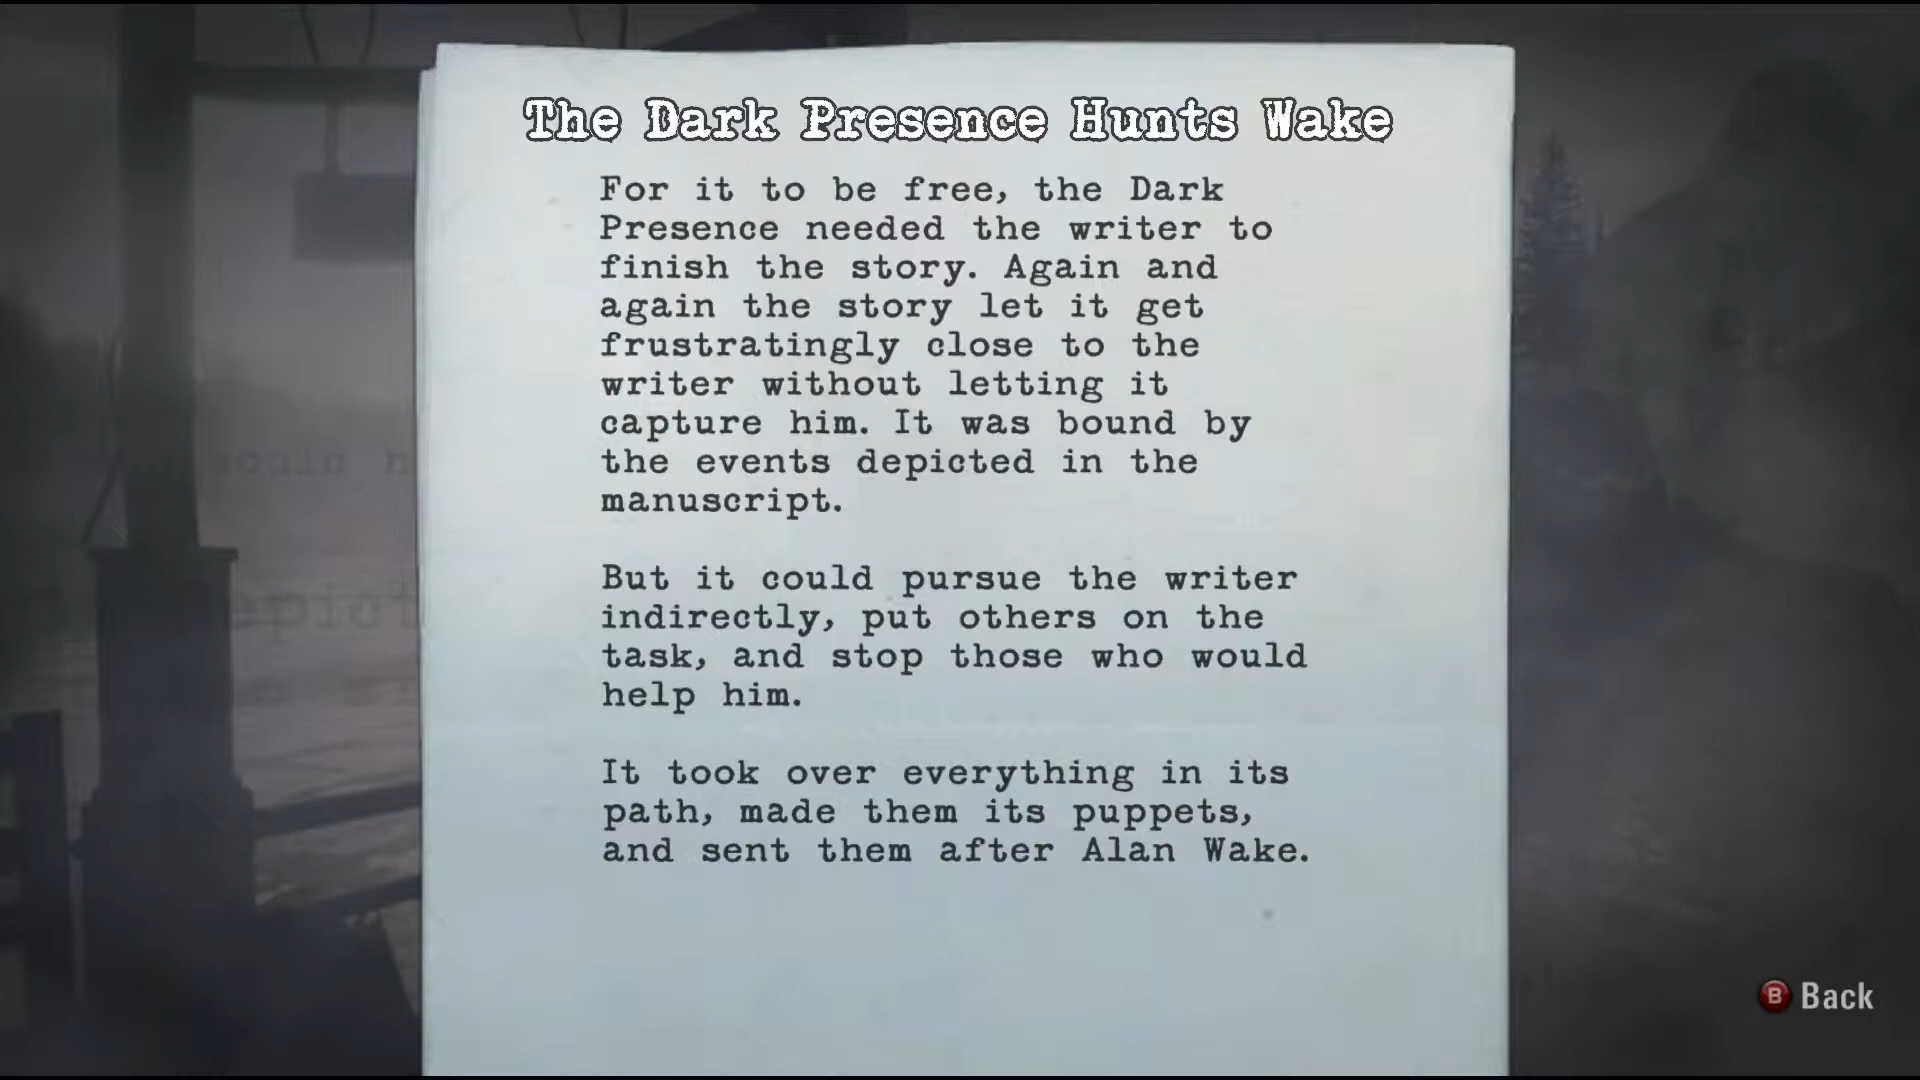 The Dark Presence Hunts Wake
For it to be free, the Dark
Presence needed the writer to
finish the story. Again and
again the story let it get
frustratingly close to the
writer without letting it
capture him. It was bound by
the events depicted in the
manuscript.
But it could pursue the writer
indirectly, put others on the
task, and stop those who would
help him.
It took over everything in its
path, made them its puppets,
and sent them after Alan Wake.
B Back